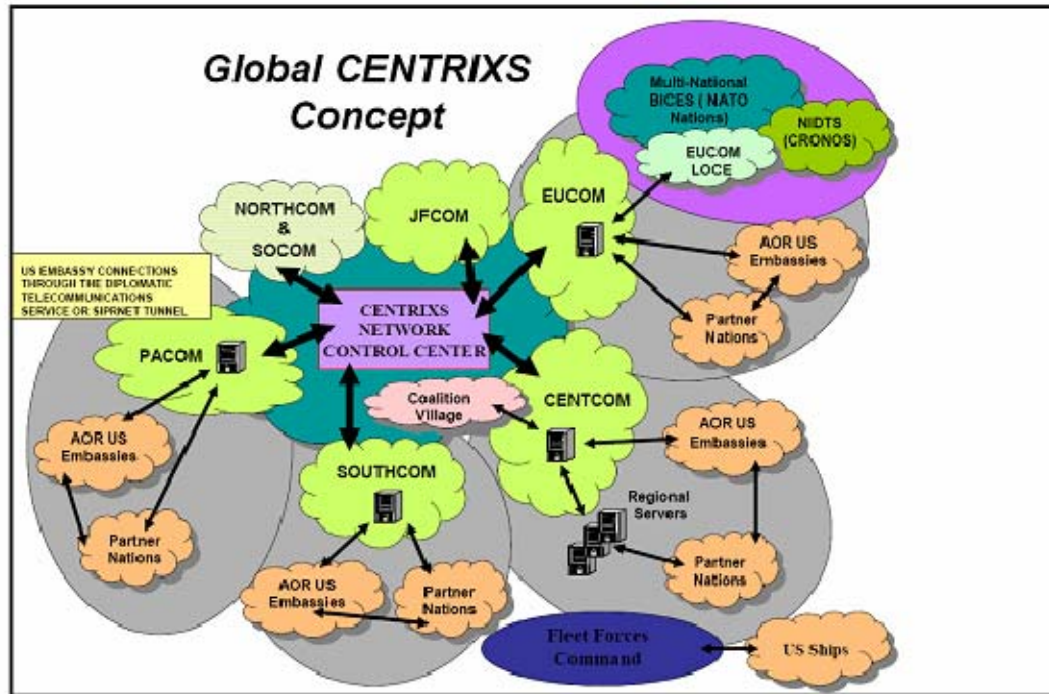 Global CENTRIXS
Concept
Multi-National
BICES ( NATO
Nations)
NIDTS
(CRONOS)
EUCOM
LOCE
EUCOM
JFCOM
NORTHCOM
&
SOCOM
AOR US
Embassies
Partner
Nations
US EMBASSY CONNECTIONS
THROUGH THE DIPLOMATIC
TELECOMMUNICATIONS
SERVICE OR SIPRNET TUNNEL
CENTRIXS
NETWORK
CONTROL CENTER
PACOM
Coalition
Village
CENTCOM
AOR US
Embassies
AOR US
Embassies
SOUTHCOM
Regional
Servers
Partner
Nations
Partner
Nations
AOR US
Embassies
Partner
Nations
Fleet Forces
Command
US Ships